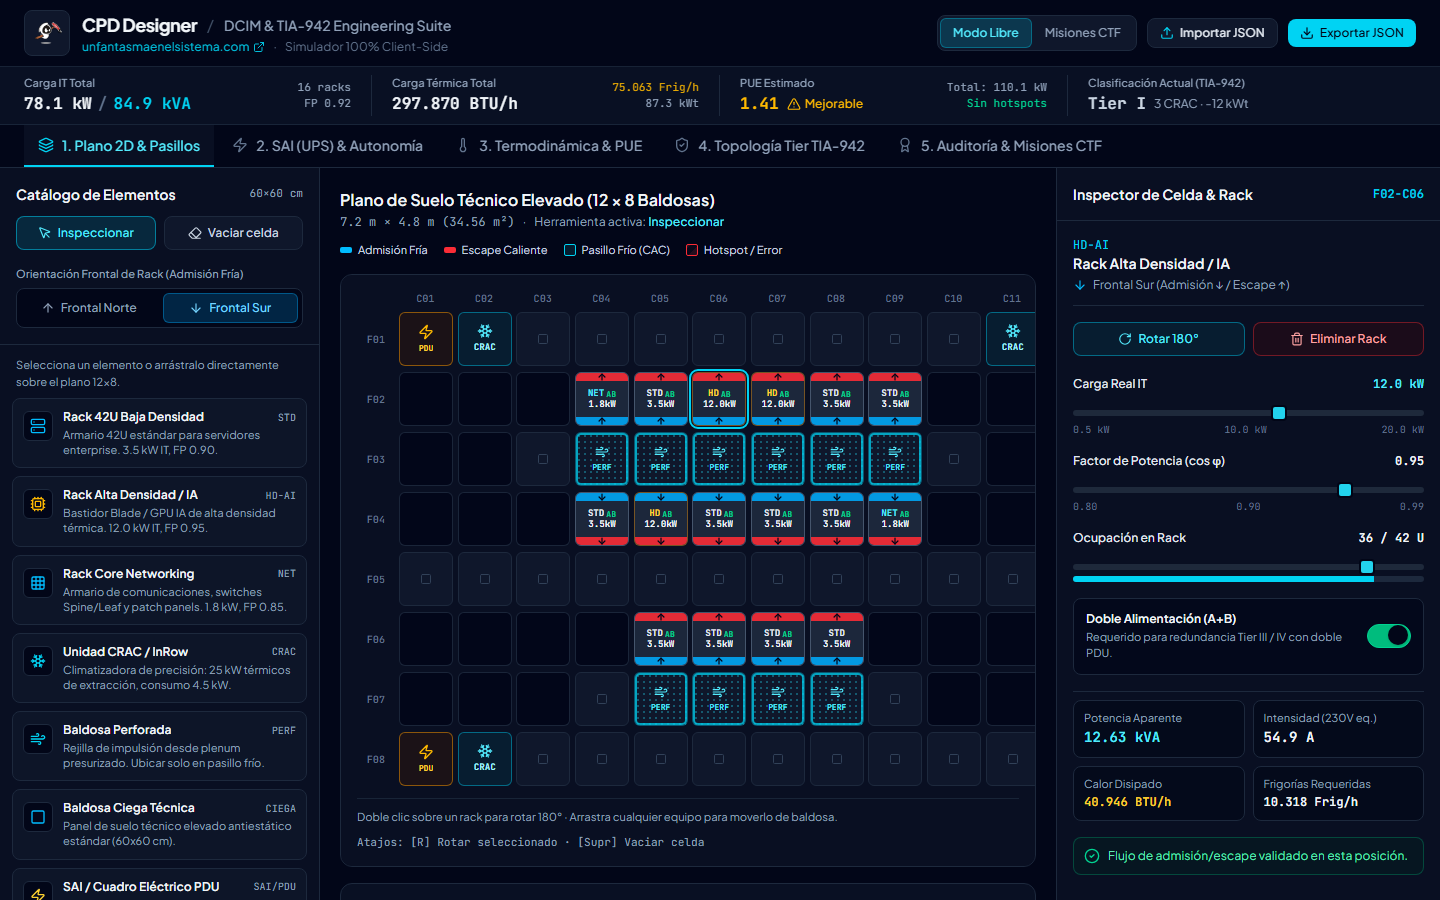 CPD Designer / DCIM & TIA-942 Engineering Suite
unfantasmaenelsistema.com · Simulador 100% Client-Side
Modo Libre
Misiones CTF
Importar JSON
Exportar JSON
Carga IT Total
78.1 kW / 84.9 kVA
16 racks
FP 0.92
Carga Térmica Total
297.870 BTU/h
75.063 Frig/h
87.3 kWt
PUE Estimado
1.41 Mejorable
Total: 110.1 kW
Sin hotspots
Clasificación Actual (TIA-942)
Tier I 3 CRAC · -12 kWt
1. Plano 2D & Pasillos
2. SAI (UPS) & Autonomía
3. Termodinámica & PUE
4. Topología Tier TIA-942
5. Auditoría & Misiones CTF
Catálogo de Elementos 60×60 cm
Inspeccionar
Vaciar celda
Orientación Frontal de Rack (Admisión Fría)
↑ Frontal Norte
↓ Frontal Sur
Selecciona un elemento o arrástralo directamente
sobre el plano 12×8.
Rack 42U Baja Densidad STD
Armario 42U estándar para servidores
enterprise. 3.5 kW IT, FP 0.90.
Rack Alta Densidad / IA HD-AI
Bastidor Blade / GPU IA de alta densidad
térmica. 12.0 kW IT, FP 0.95.
Rack Core Networking NET
Armario de comunicaciones, switches
Spine/Leaf y patch panels. 1.8 kW, FP 0.85.
Unidad CRAC / InRow CRAC
Climatizadora de precisión: 25 kW térmicos
de extracción, consumo 4.5 kW.
Baldosa Perforada PERF
Rejilla de impulsión desde plenum
presurizado. Ubicar solo en pasillo frío.
Baldosa Ciega Técnica CIEGA
Panel de suelo técnico elevado antiestático
estándar (60x60 cm).
SAI / Cuadro Eléctrico PDU SAI/PDU
Plano de Suelo Técnico Elevado (12 × 8 Baldosas)
7.2 m × 4.8 m (34.56 m²) · Herramienta activa: Inspeccionar
Admisión Fría
Escape Caliente
Pasillo Frío (CAC)
Hotspot / Error
C01 C02 C03 C04 C05 C06 C07 C08 C09 C10 C11
F01 PDU CRAC CRAC
F02
↑ ↑ ↑ ↑ ↑ ↑
NET AB STD AB HD AB HD AB STD AB STD AB
1.8kW 3.5kW 12.0kW 12.0kW 3.5kW 3.5kW
↑ ↑ ↑ ↑ ↑ ↑
F03 PERF PERF PERF PERF PERF PERF
F04
↓ ↓ ↓ ↓ ↓ ↓
STD AB HD AB STD AB STD AB STD AB NET AB
3.5kW 12.0kW 3.5kW 3.5kW 3.5kW 1.8kW
↓ ↓ ↓ ↓ ↓ ↓
F05
F06
↑ ↑ ↑ ↑
STD AB STD AB STD AB STD
3.5kW 3.5kW 3.5kW 3.5kW
↑ ↑ ↑ ↑
F07 PERF PERF PERF PERF
F08 PDU CRAC
Doble clic sobre un rack para rotar 180° · Arrastra cualquier equipo para moverlo de baldosa.
Atajos: [R] Rotar seleccionado · [Supr] Vaciar celda
Inspector de Celda & Rack F02-C06
HD-AI
Rack Alta Densidad / IA
↓ Frontal Sur (Admisión ↓ / Escape ↑)
Rotar 180°
Eliminar Rack
Carga Real IT 12.0 kW
0.5 kW 10.0 kW 20.0 kW
Factor de Potencia (cos φ) 0.95
0.80 0.90 0.99
Ocupación en Rack 36 / 42 U
Doble Alimentación (A+B)
Requerido para redundancia Tier III / IV con doble
PDU.
Potencia Aparente
12.63 kVA
Intensidad (230V eq.)
54.9 A
Calor Disipado
40.946 BTU/h
Frigorías Requeridas
10.318 Frig/h
Flujo de admisión/escape validado en esta posición.